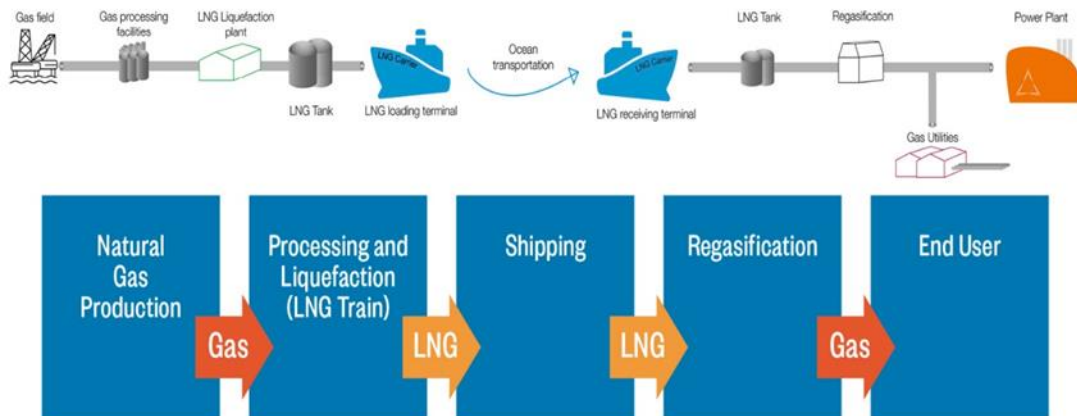 Gas field
Gas processing
facilities
LNG Liquefaction
plant
LNG Tank
LNG Carrier
LNG loading terminal
Ocean
transportation
LNG Carrier
LNG receiving terminal
LNG Tank
Regasification
Power Plant
Gas Utilities
Natural
Gas
Production
Gas
Processing and
Liquefaction
(LNG Train)
LNG
Shipping
LNG
Regasification
Gas
End User